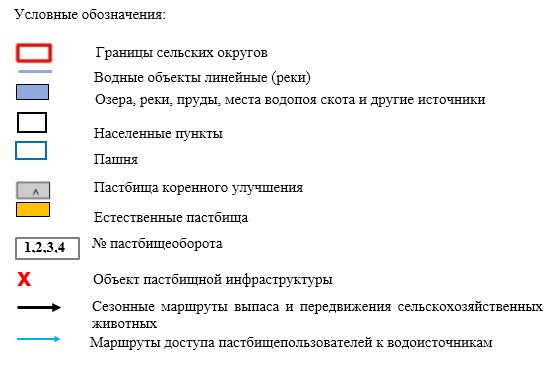 Условные обозначения:
Границы сельских округов
Водные объекты линейные (реки)
Озера, реки, пруды, места водопоя скота и другие источники
Населенные пункты
Пашня
Пастбища коренного улучшения
Естественные пастбища
1,2,3,4 № пастбищеоборота
X Объект пастбищной инфраструктуры
Сезонные маршруты выпаса и передвижения сельскохозяйственных
животных
Маршруты доступа пастбищепользователей к водоисточникам